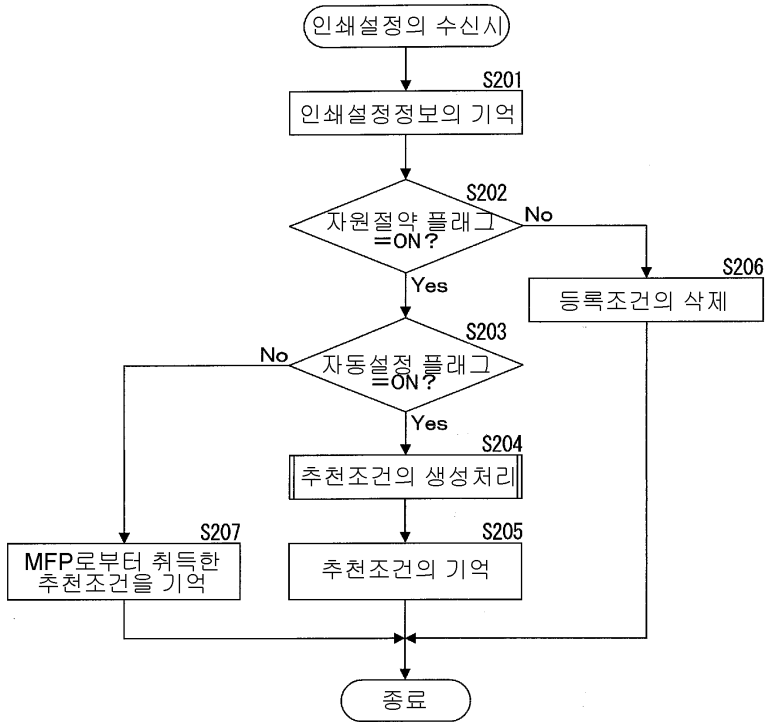 인쇄설정의 수신시
S201
인쇄설정정보의 기억
S202
자원절약 플래그
=ON?
No
Yes
S206
등록조건의 삭제
S203
자동설정 플래그
=ON?
No
Yes
S204
추천조건의 생성처리
S207
MFP로부터 취득한
추천조건을 기억
S205
추천조건의 기억
종료